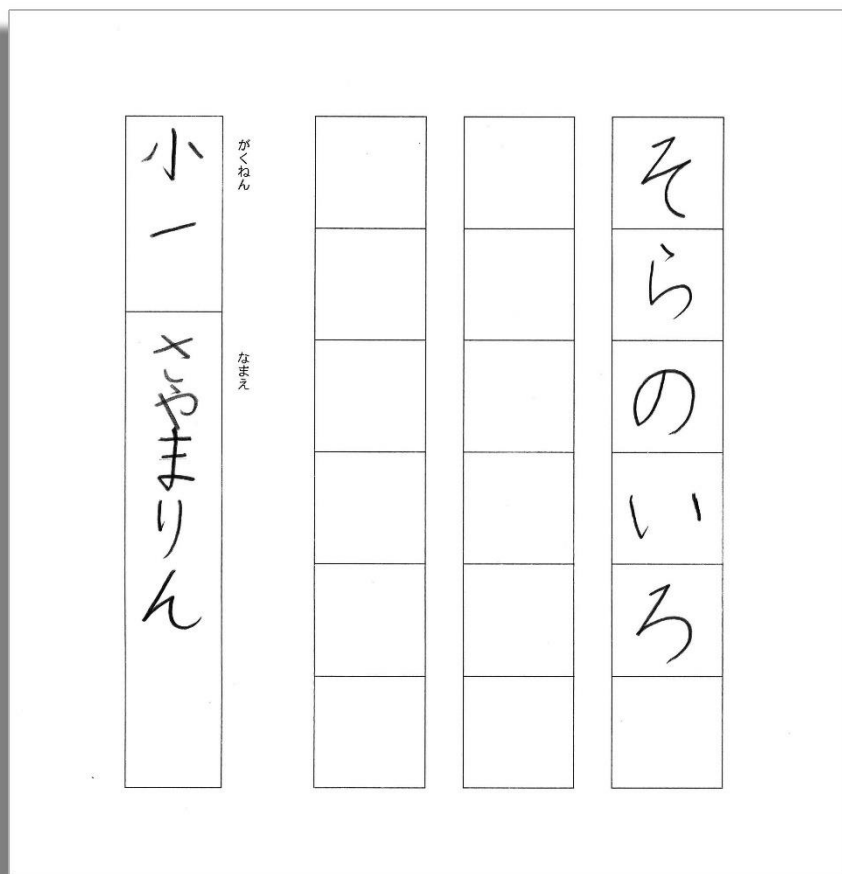 そらのいろ
がくねん
小一
なまえ
さやまりん